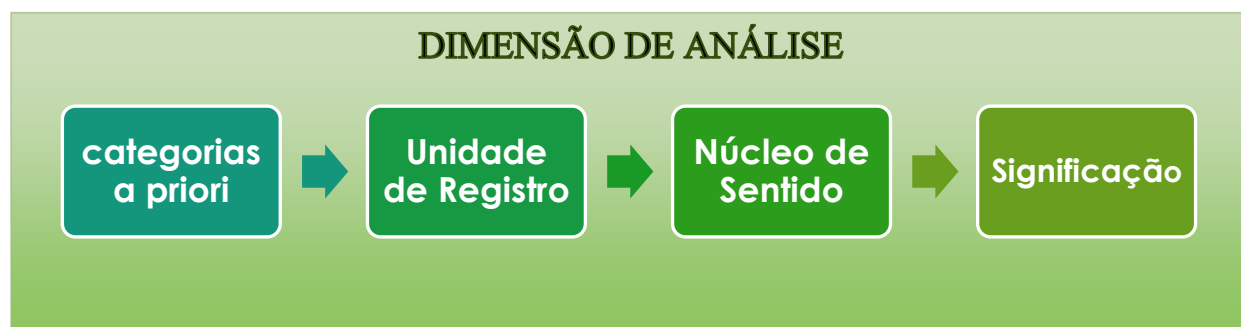 DIMENSÃO DE ANÁLISE
categorias
a priori
Unidade
de Registro
Núcleo de
Sentido
Significação